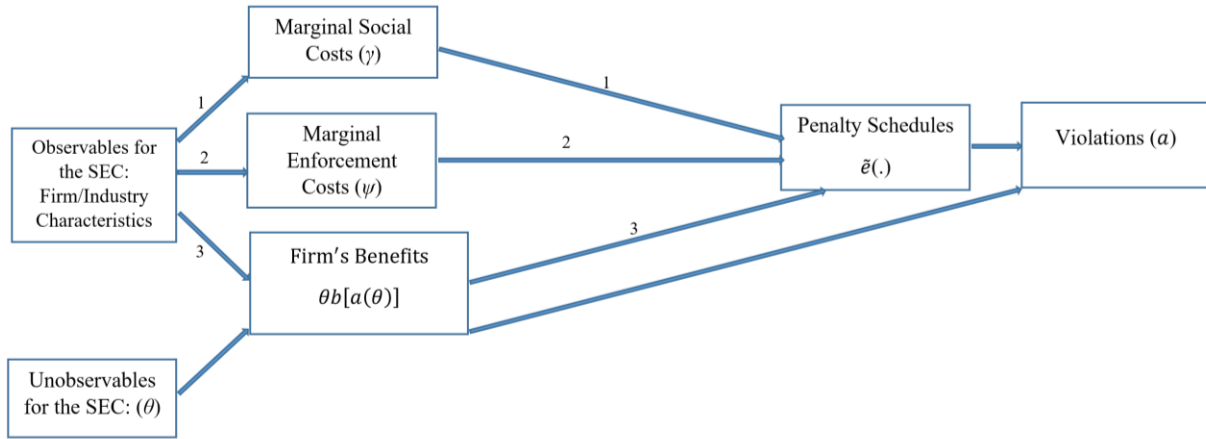 Marginal Social
Costs (γ)
1
1
Observables for
the SEC:
Firm/Industry
Characteristics
2
Marginal
Enforcement
Costs (ψ)
2
Penalty Schedules
ẽ(.)
Violations (a)
3
Firm's Benefits
θb[a(θ)]
3
Unobservables
for the SEC: (θ)